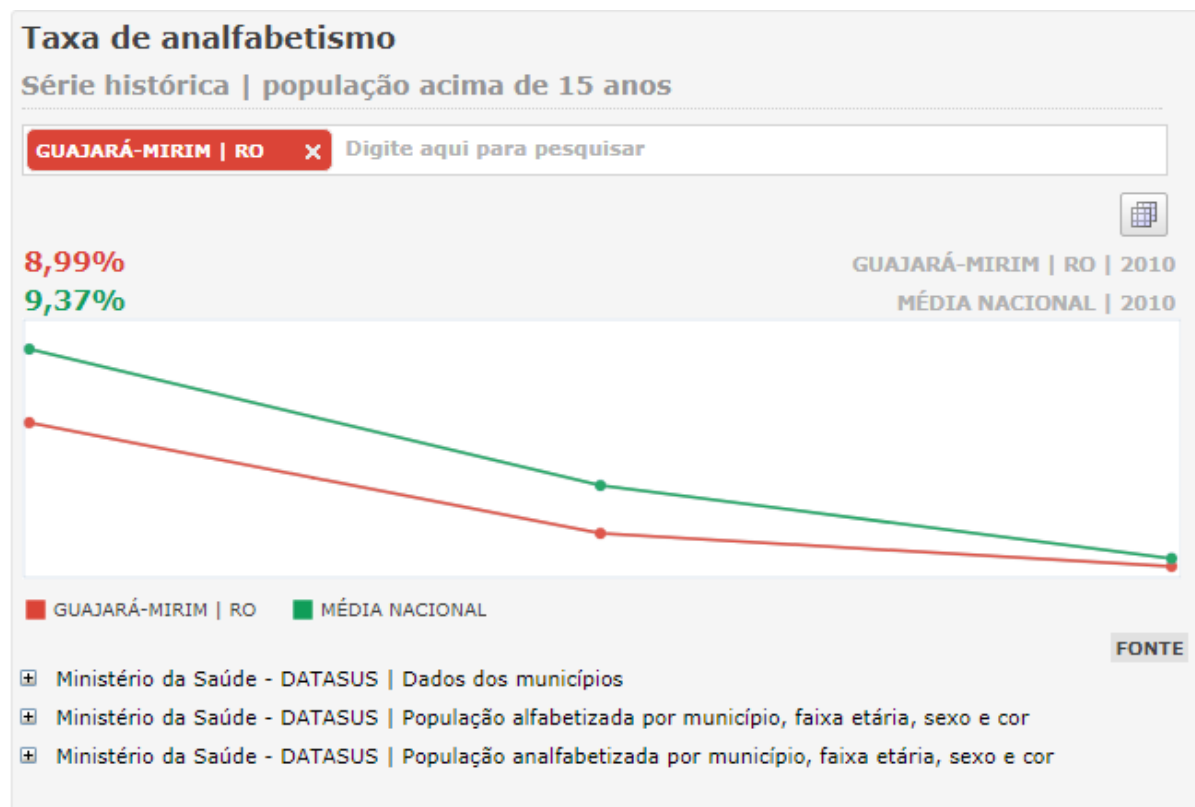 Taxa de analfabetismo
Série histórica | população acima de 15 anos
GUAJARÁ-MIRIM | RO × Digite aqui para pesquisar
8,99% GUAJARÁ-MIRIM | RO | 2010
9,37% MÉDIA NACIONAL | 2010
GUAJARÁ-MIRIM | RO MÉDIA NACIONAL
FONTE
Ministério da Saúde - DATASUS | Dados dos municípios
Ministério da Saúde - DATASUS | População alfabetizada por município, faixa etária, sexo e cor
Ministério da Saúde - DATASUS | População analfabetizada por município, faixa etária, sexo e cor